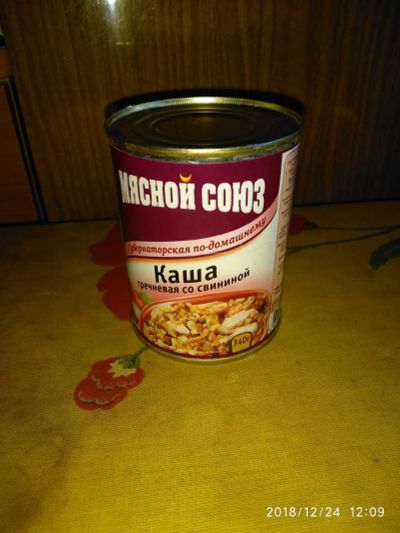 МЯСНОЙ СОЮЗ
Губернаторская по-домашнему
Каша
гречневая со свининой
340г
2018/12/24 12:09